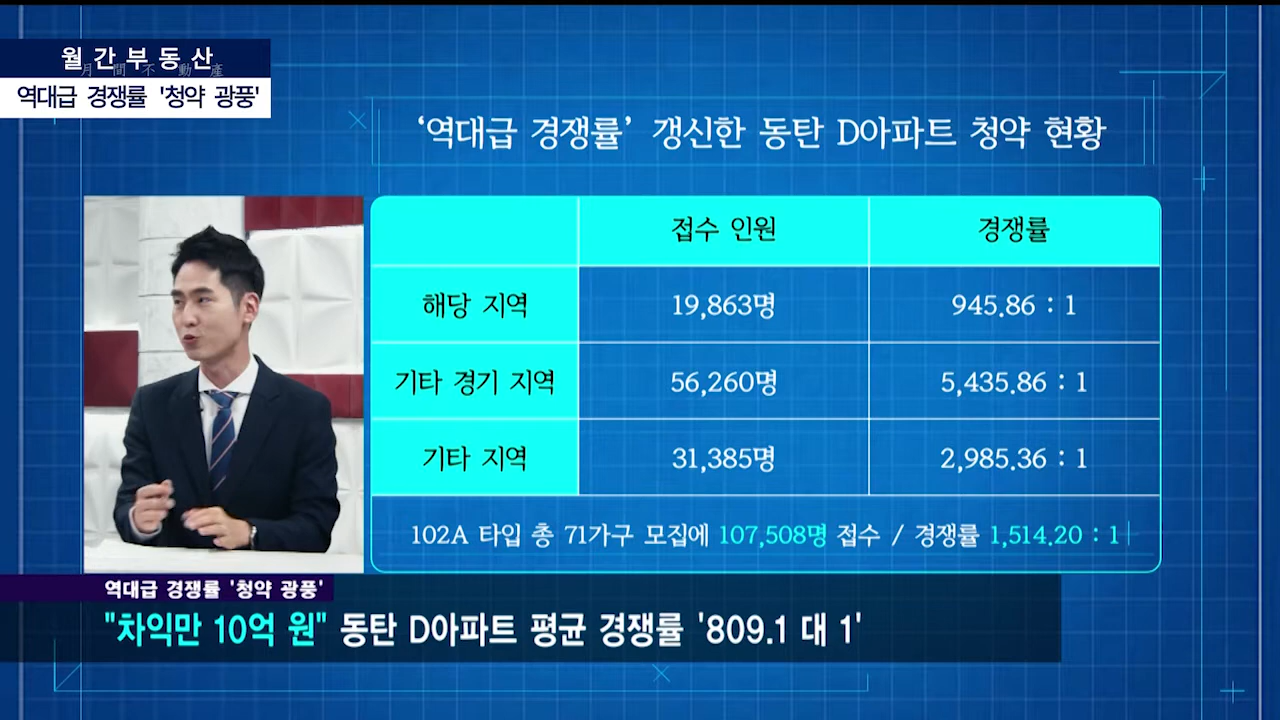 월간부동산
月間不動産
역대급 경쟁률 '청약 광풍'
‘역대급 경쟁률’ 갱신한 동탄 D아파트 청약 현황
접수 인원 경쟁률
해당 지역 19,863명 945.86 : 1
기타 경기 지역 56,260명 5,435.86 : 1
기타 지역 31,385명 2,985.36 : 1
102A 타입 총 71가구 모집에 107,508명 접수 / 경쟁률 1,514.20 : 1
역대급 경쟁률 '청약 광풍'
"차익만 10억 원" 동탄 D아파트 평균 경쟁률 '809.1 대 1'